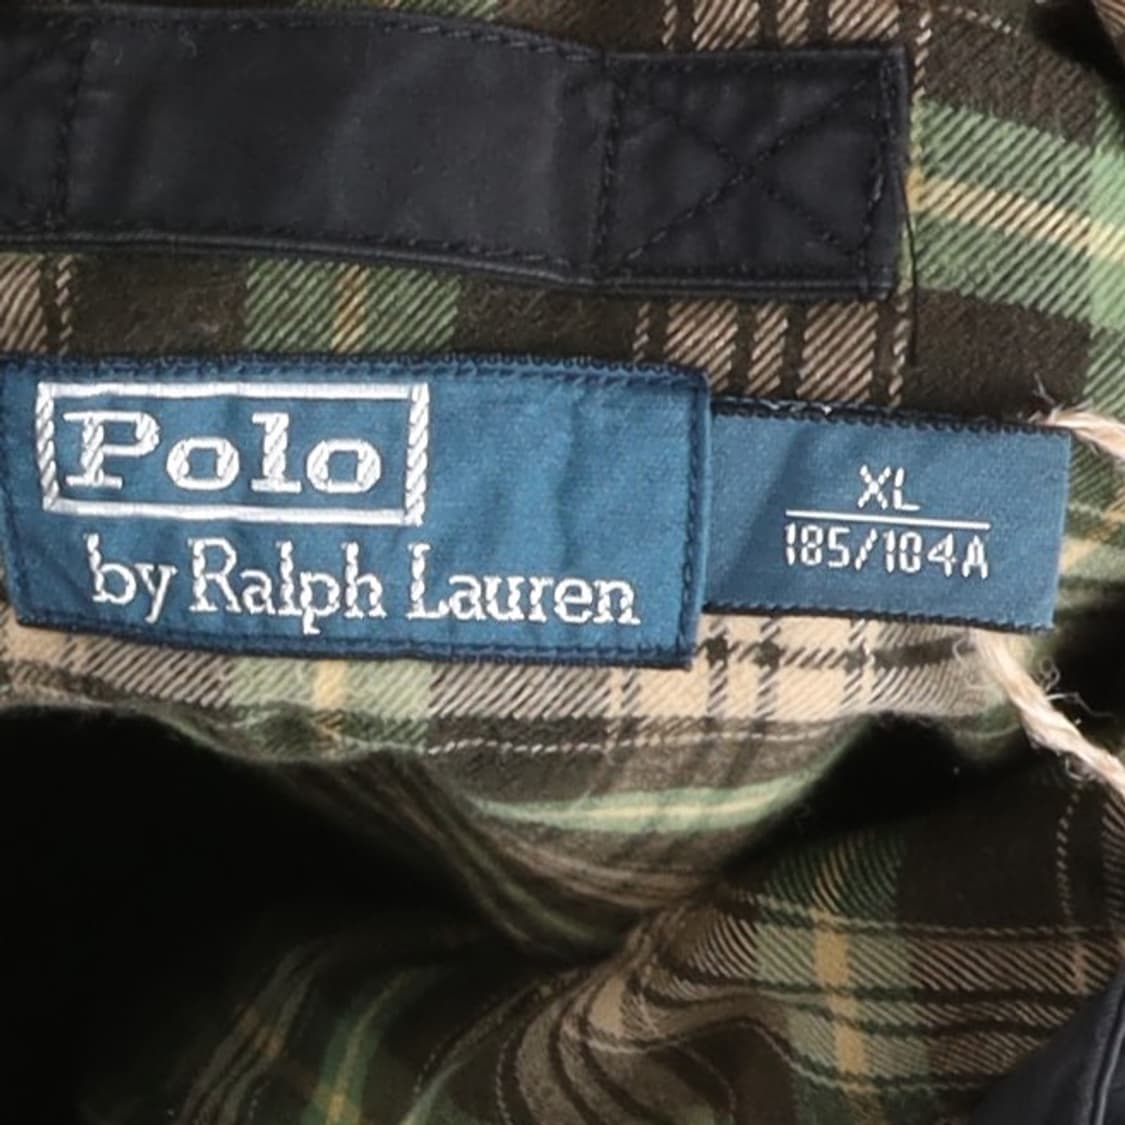 Polo
by Ralph Lauren
XL
185/104A